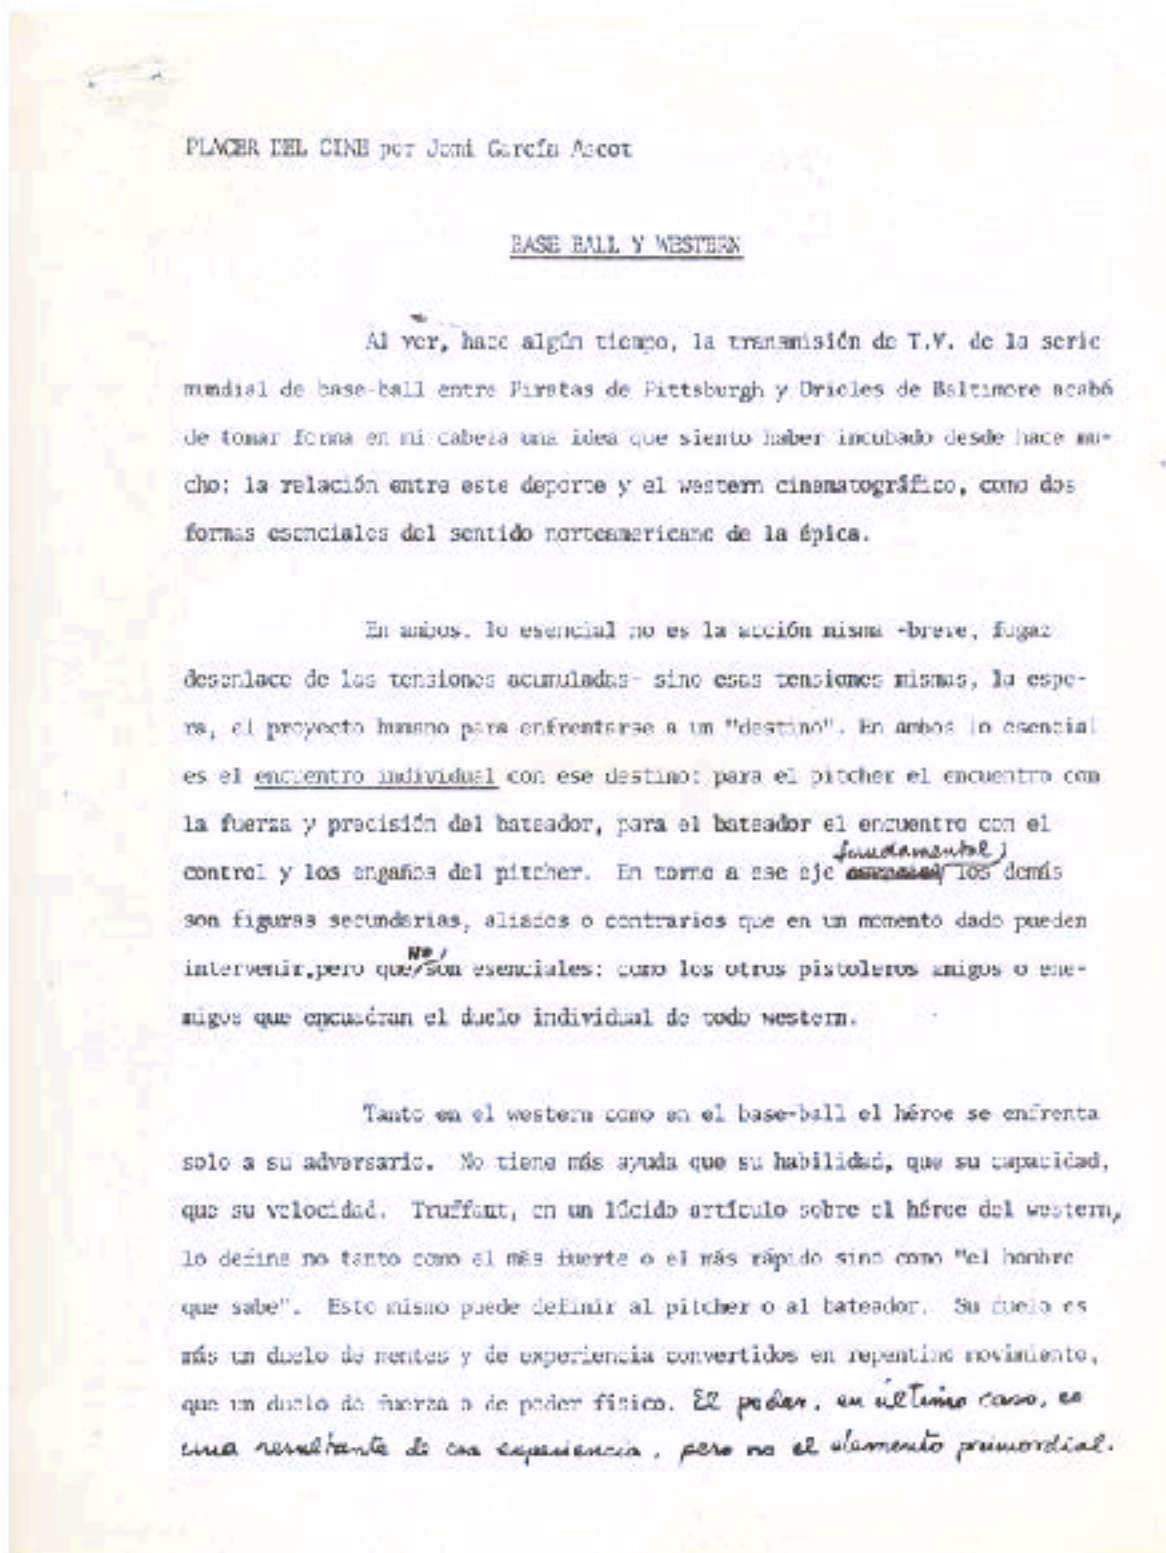 PLACER DEL CINE por Jomi García Ascot
BASE BALL Y WESTERN
Al ver, hace algún tiempo, la transmisión de T.V. de la serie
mundial de base-ball entre Piratas de Pittsburgh y Orioles de Baltimore acabó
de tomar forma en mi cabeza una idea que siento haber incubado desde hace mu-
cho: la relación entre este deporte y el western cinematográfico, como dos
formas esenciales del sentido norteamericano de la épica.
En ambos, lo esencial no es la acción misma -breve, fugaz
desenlace de las tensiones acumuladas- sino esas tensiones mismas, la espe-
ra, el proyecto humano para enfrentarse a un "destino". En ambos lo esencial
es el encuentro individual con ese destino: para el pitcher el encuentro con
la fuerza y precisión del bateador, para el bateador el encuentro con el
control y los engaños del pitcher. En torno a ese eje fundamental, los demás
son figuras secundarias, aliados o contrarios que en un momento dado pueden
intervenir,pero que no son esenciales: como los otros pistoleros amigos o ene-
migos que encuadran el duelo individual de todo western.
Tanto en el western como en el base-ball el héroe se enfrenta
solo a su adversario. No tiene más ayuda que su habilidad, que su capacidad,
que su velocidad. Truffaut, en un lúcido artículo sobre el héroe del western,
lo define no tanto como el más fuerte o el más rápido sino como "el hombre
que sabe". Esto mismo puede definir al pitcher o al bateador. Su duelo es
más un duelo de mentes y de experiencia convertidos en repentino movimiento,
que un duelo de fuerza o de poder físico. El poder, en último caso, es
una resultante de esa experiencia, pero no el elemento primordial.